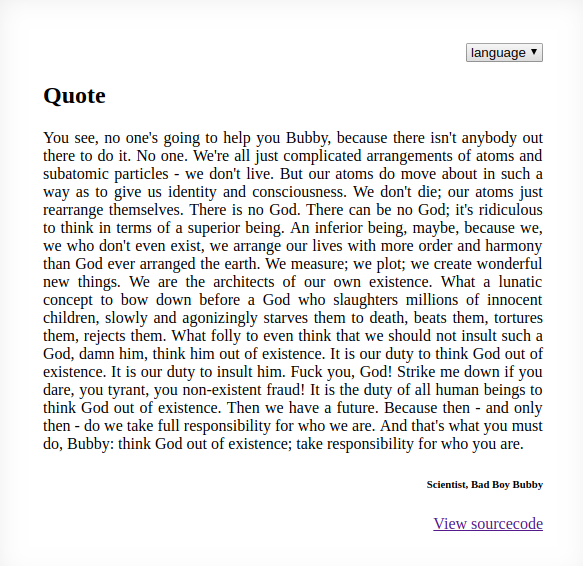 language ▼
Quote
You see, no one's going to help you Bubby, because there isn't anybody out
there to do it. No one. We're all just complicated arrangements of atoms and
subatomic particles - we don't live. But our atoms do move about in such a
way as to give us identity and consciousness. We don't die; our atoms just
rearrange themselves. There is no God. There can be no God; it's ridiculous
to think in terms of a superior being. An inferior being, maybe, because we,
we who don't even exist, we arrange our lives with more order and harmony
than God ever arranged the earth. We measure; we plot; we create wonderful
new things. We are the architects of our own existence. What a lunatic
concept to bow down before a God who slaughters millions of innocent
children, slowly and agonizingly starves them to death, beats them, tortures
them, rejects them. What folly to even think that we should not insult such a
God, damn him, think him out of existence. It is our duty to think God out of
existence. It is our duty to insult him. Fuck you, God! Strike me down if you
dare, you tyrant, you non-existent fraud! It is the duty of all human beings to
think God out of existence. Then we have a future. Because then - and only
then - do we take full responsibility for who we are. And that's what you must
do, Bubby: think God out of existence; take responsibility for who you are.
Scientist, Bad Boy Bubby
View sourcecode